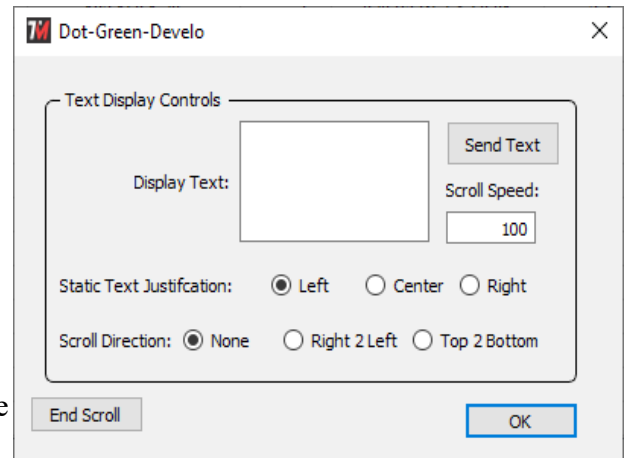 Dot-Green-Develo
Text Display Controls
Send Text
Display Text:
Scroll Speed:
100
Static Text Justifcation: Left Center Right
Scroll Direction: None Right 2 Left Top 2 Bottom
End Scroll
OK